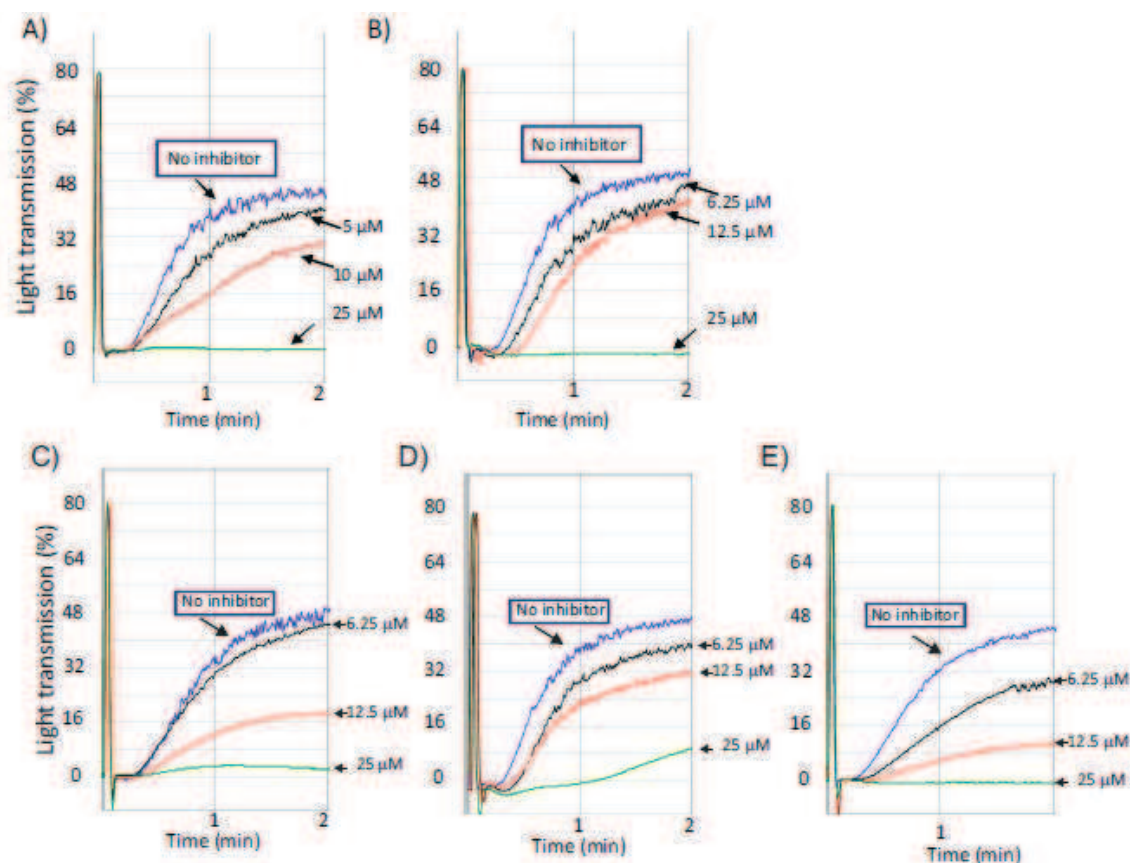 A)
Light transmission (%)
80
64
48
32
16
0
No inhibitor
5 μM
10 μM
25 μM
1
2
Time (min)
B)
80
64
48
32
16
0
No inhibitor
6.25 μM
12.5 μM
25 μM
1
2
Time (min)
C)
Light transmission (%)
80
64
48
32
16
0
No inhibitor
6.25 μM
12.5 μM
25 μM
1
2
Time (min)
D)
80
64
48
32
16
0
No inhibitor
6.25 μM
12.5 μM
25 μM
1
2
Time (min)
E)
80
64
48
32
16
0
No inhibitor
6.25 μM
12.5 μM
25 μM
1
Time (min)